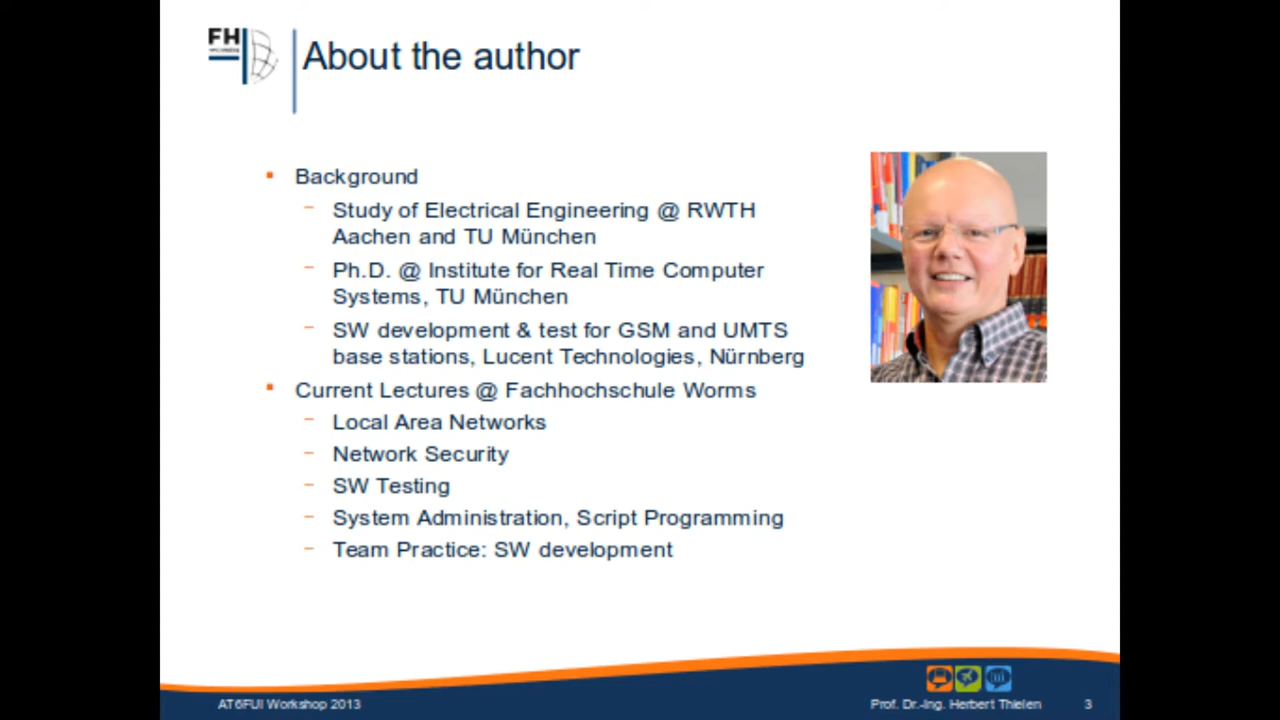 FH
About the author
Background
Study of Electrical Engineering @ RWTH
Aachen and TU München
Ph.D. @ Institute for Real Time Computer
Systems, TU München
SW development & test for GSM and UMTS
base stations, Lucent Technologies, Nürnberg
Current Lectures @ Fachhochschule Worms
Local Area Networks
Network Security
SW Testing
System Administration, Script Programming
Team Practice: SW development
AT6FUI Workshop 2013
Prof. Dr.-Ing. Herbert Thielen
3